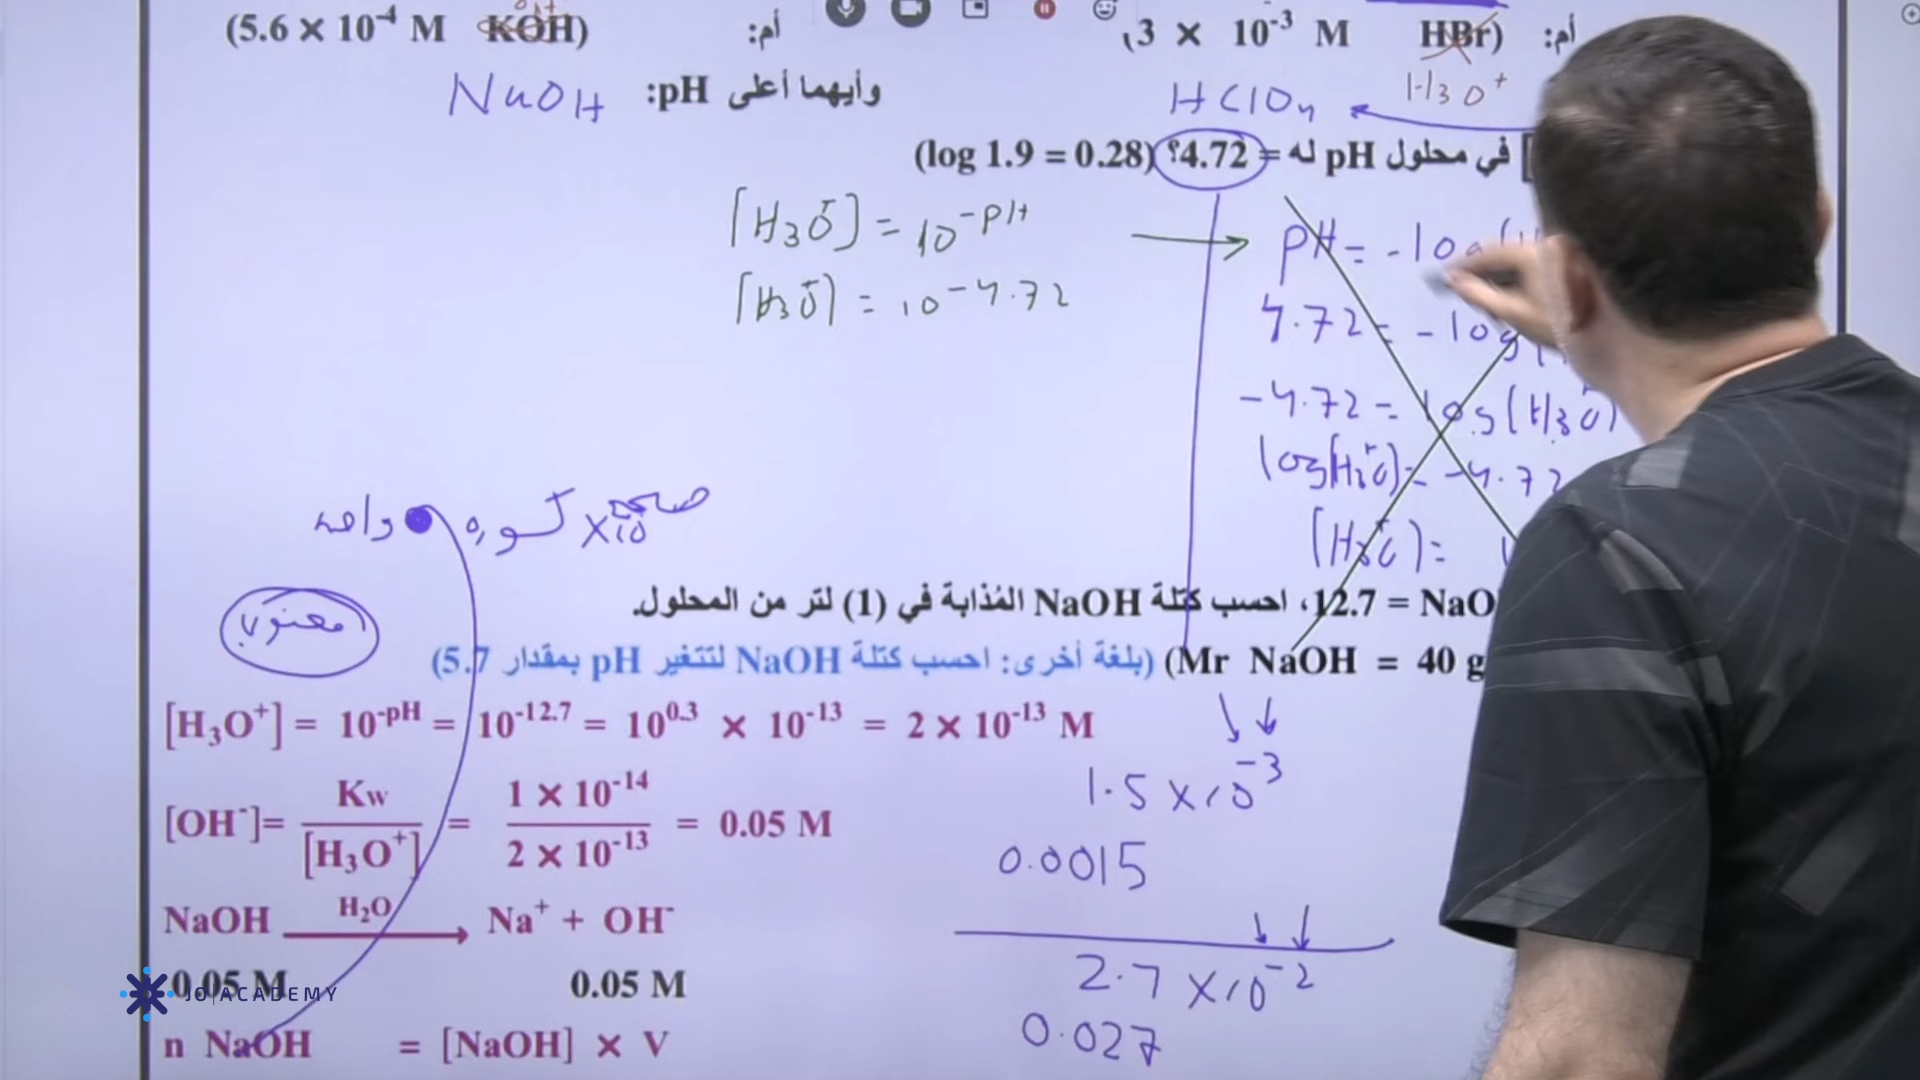 أم: (3 × 10⁻³ M HBr) أم: (5.6 × 10⁻⁴ M KOH)
H3O⁺
HClO4
وأيهما أعلى pH: NaOH
في محلول pH له = 4.72؟ (log 1.9 = 0.28)
[H3O⁺] = 10^-pH
[H3O⁺] = 10^-4.72
pH = -log(
4.72 = -log(
-4.72 = log(H3O⁺)
log[H3O⁺] = -4.72
[H3O⁺] =
صحيح
واحد • كسور × 10
معنوي
12.7 = NaO ، احسب كتلة NaOH المُذابة في (1) لتر من المحلول.
(Mr NaOH = 40 g (بلغة أخرى: احسب كتلة NaOH لتتغير pH بمقدار 5.7)
[H₃O⁺] = 10^-pH = 10^-12.7 = 10^0.3 × 10^-13 = 2 × 10^-13 M
1.5 × 10^-3
[OH⁻] = Kw / [H₃O⁺] = 1 × 10^-14 / 2 × 10^-13 = 0.05 M
0.0015
NaOH H₂O → Na⁺ + OH⁻
2.7 × 10^-2
0.05 M 0.05 M
JO ACADEMY
0.027
n NaOH = [NaOH] × V